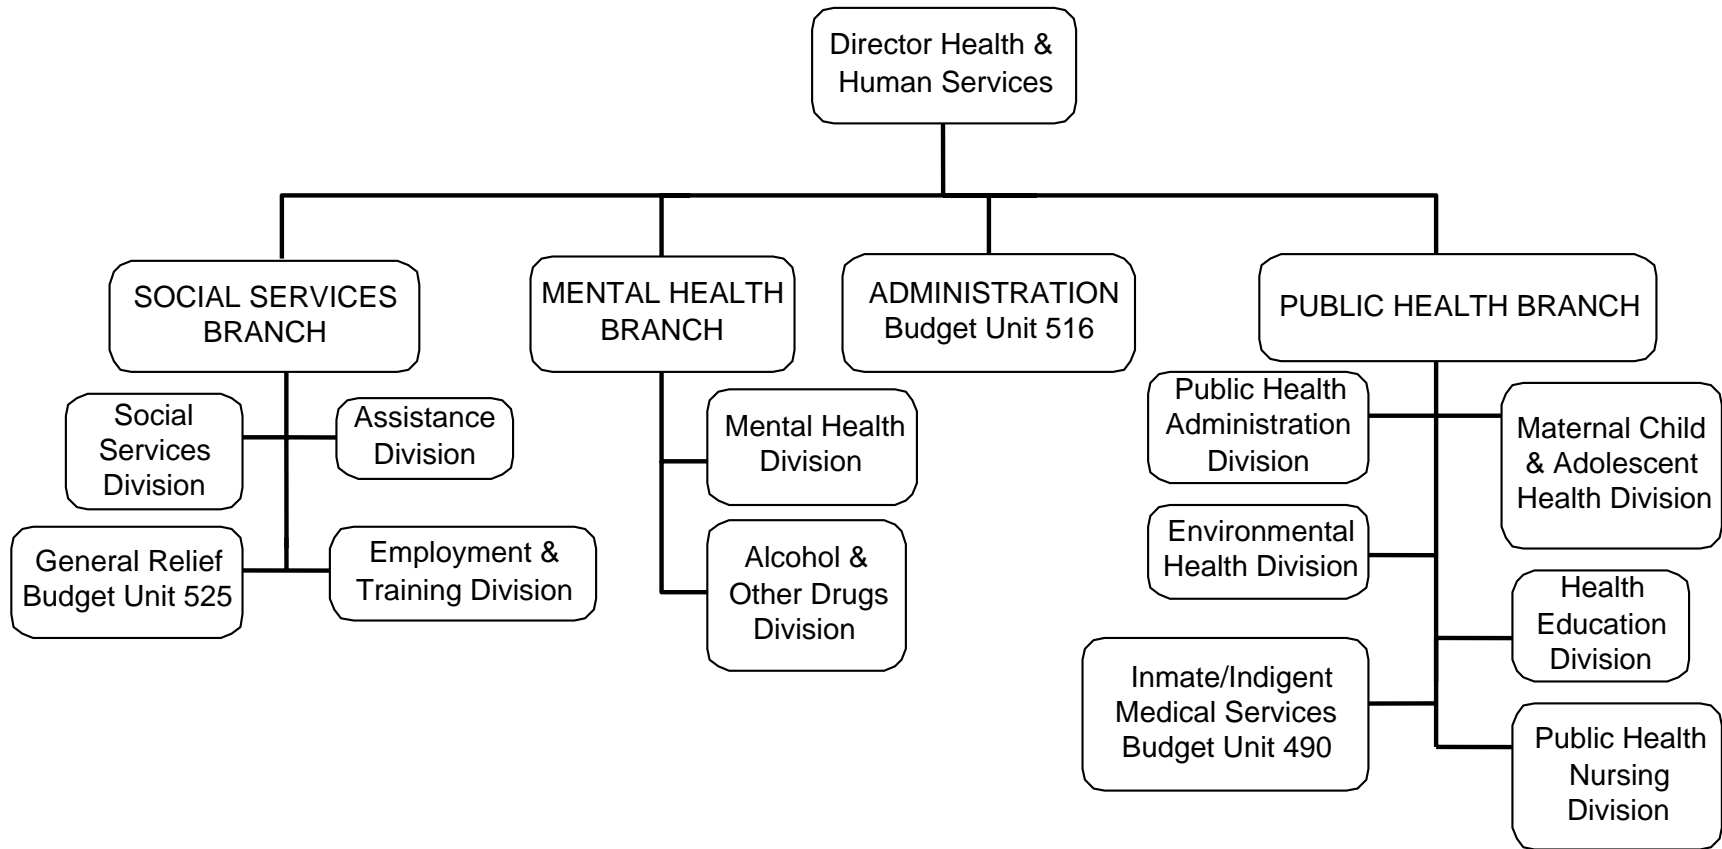 Director Health &
Human Services
SOCIAL SERVICES
BRANCH
MENTAL HEALTH
BRANCH
ADMINISTRATION
Budget Unit 516
PUBLIC HEALTH BRANCH
Social
Services
Division
Assistance
Division
General Relief
Budget Unit 525
Employment &
Training Division
Mental Health
Division
Alcohol &
Other Drugs
Division
Public Health
Administration
Division
Maternal Child
& Adolescent
Health Division
Environmental
Health Division
Health
Education
Division
Inmate/Indigent
Medical Services
Budget Unit 490
Public Health
Nursing
Division